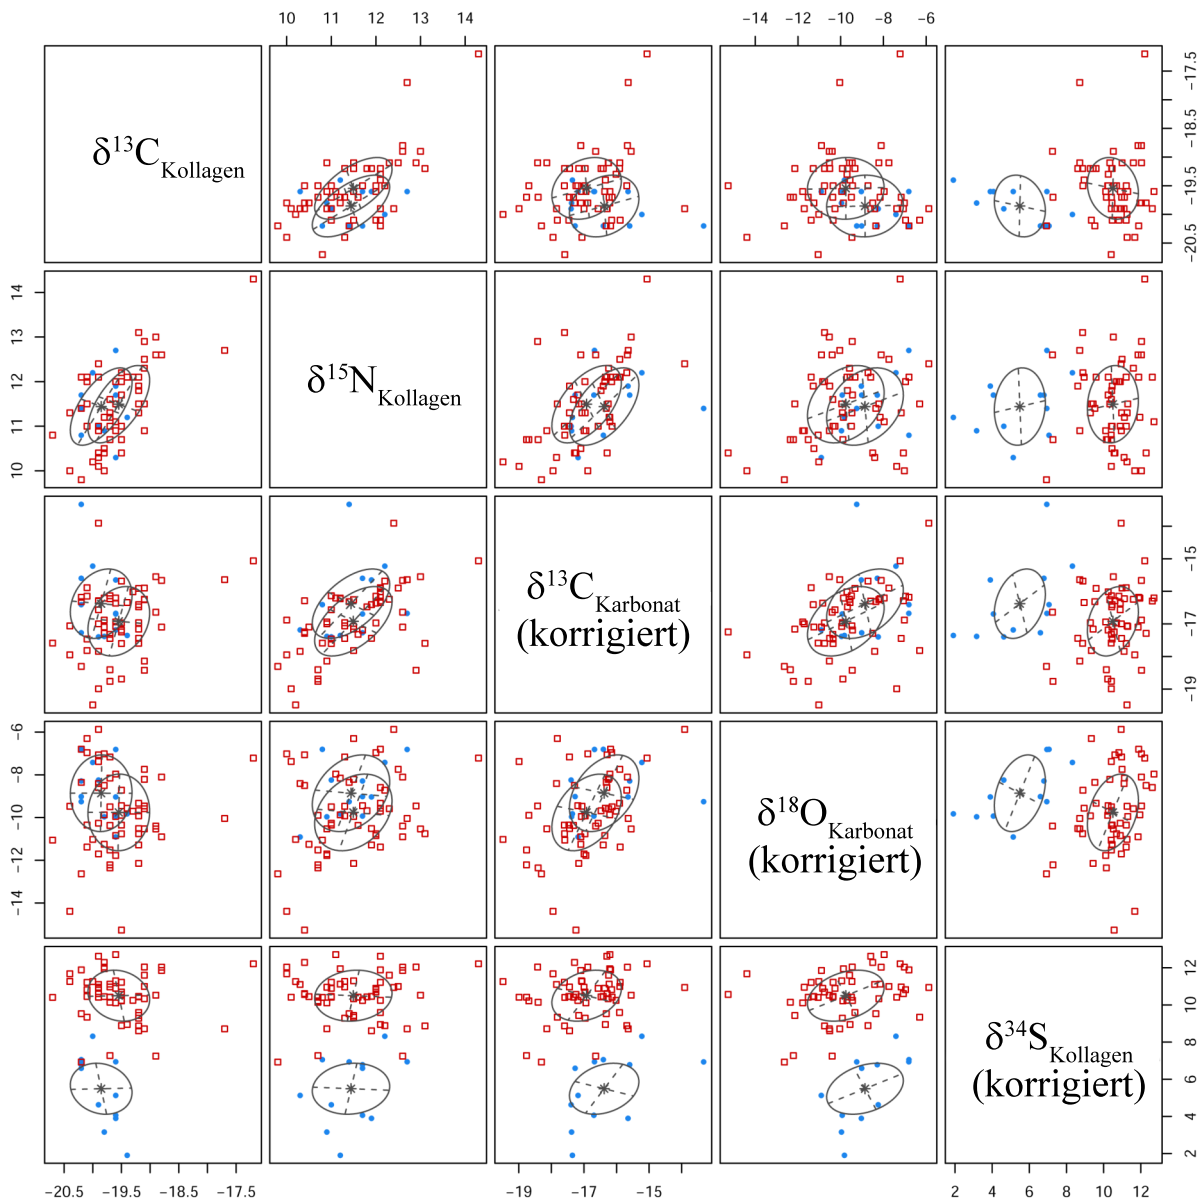 10 11 12 13 14
−14 −12 −10 −8 −6
δ13CKollagen
−20.5 −19.5 −18.5 −17.5
10 11 12 13 14
δ15NKollagen
δ13CKarbonat
(korrigiert)
−19 −17 −15
−14 −12 −10 −8 −6
δ18OKarbonat
(korrigiert)
δ34SKollagen
(korrigiert)
2 4 6 8 10 12
−20.5 −19.5 −18.5 −17.5
−19 −17 −15
2 4 6 8 10 12